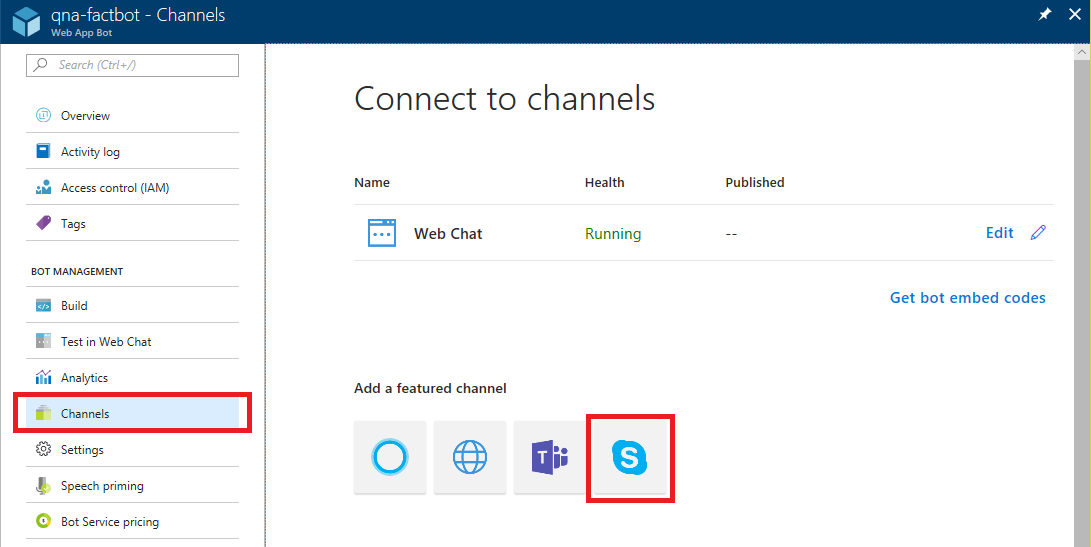 qna-factbot - Channels
Web App Bot
Search (Ctrl+/)
Overview
Activity log
Access control (IAM)
Tags
BOT MANAGEMENT
Build
Test in Web Chat
Analytics
Channels
Settings
Speech priming
Bot Service pricing
Connect to channels
Name Health Published
Web Chat Running -- Edit
Get bot embed codes
Add a featured channel
T
S